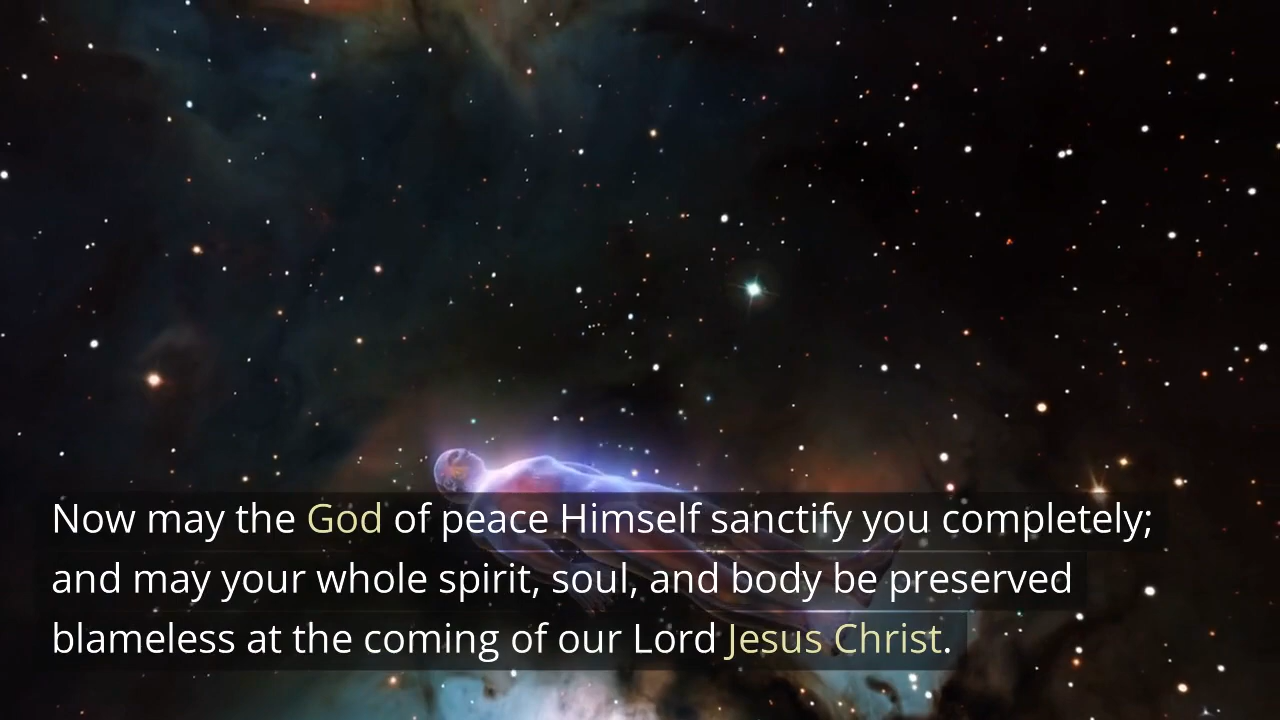 Now may the God of peace Himself sanctify you completely;
and may your whole spirit, soul, and body be preserved
blameless at the coming of our Lord Jesus Christ.